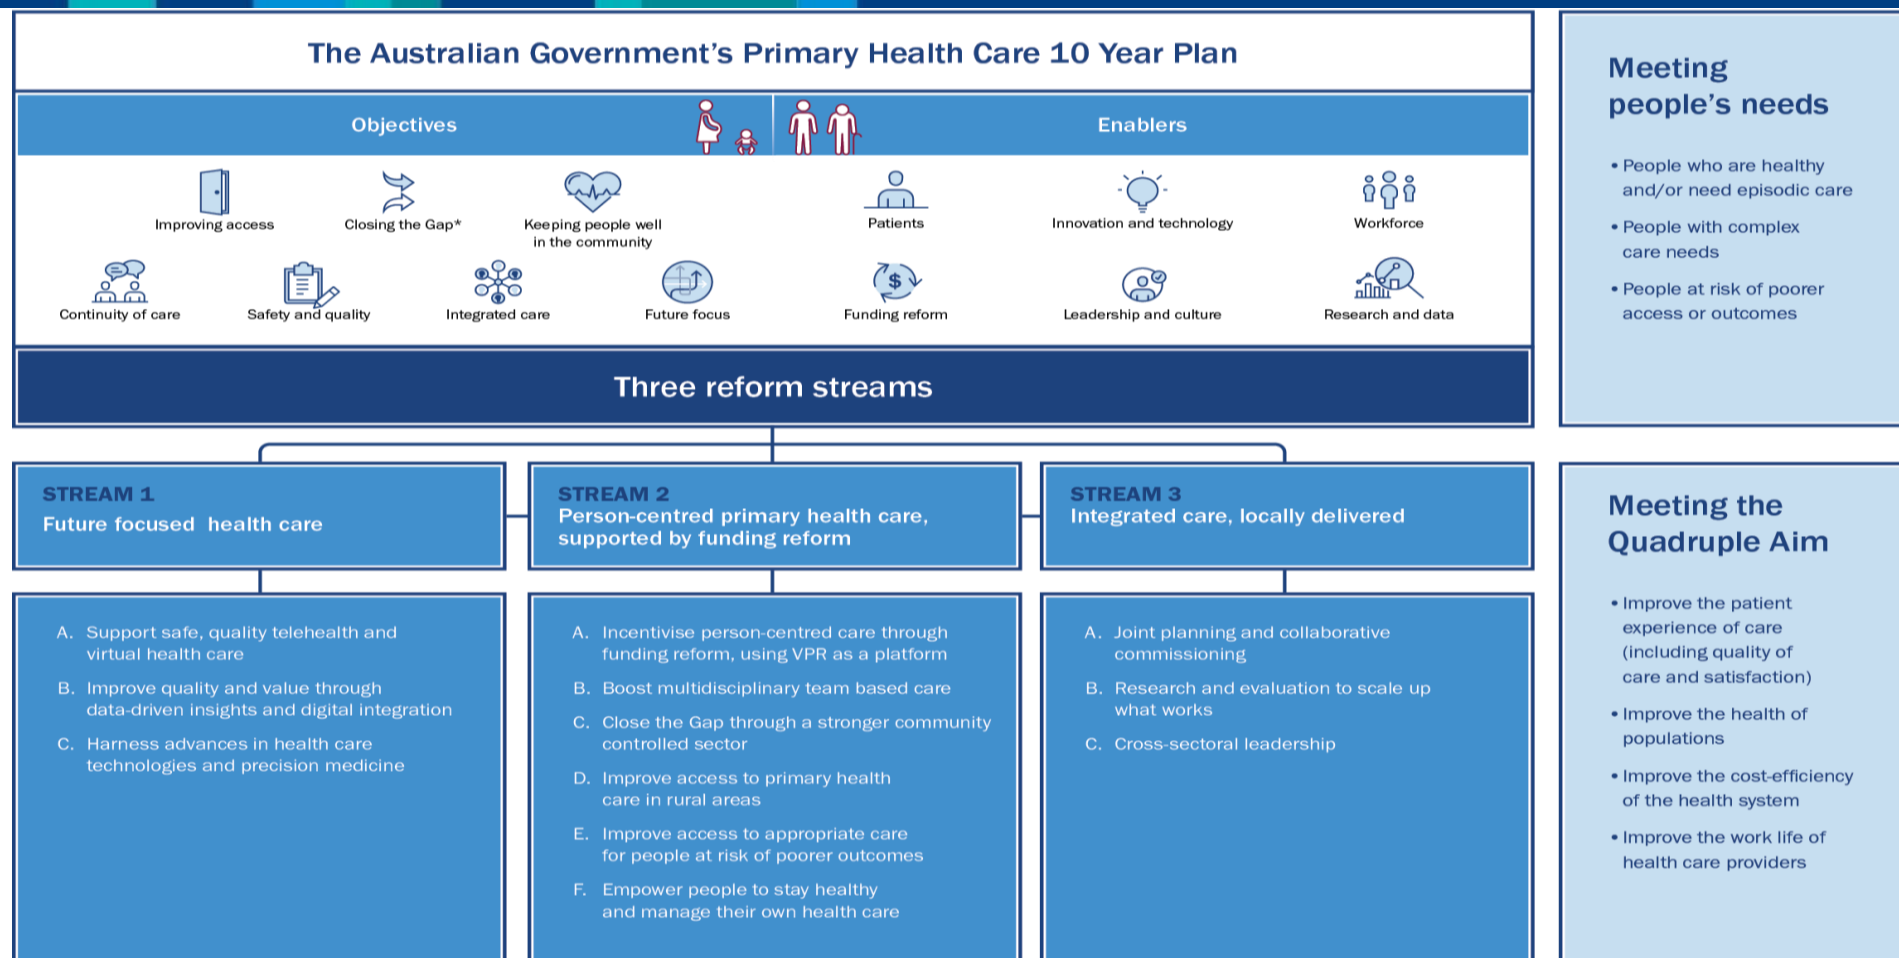 The Australian Government's Primary Health Care 10 Year Plan
Objectives
Enablers
Improving access
Closing the Gap*
Keeping people well
in the community
Continuity of care
Safety and quality
Integrated care
Future focus
Patients
Innovation and technology
Workforce
Funding reform
$
Leadership and culture
Research and data
Three reform streams
STREAM 1
Future focused health care
A. Support safe, quality telehealth and
virtual health care
B. Improve quality and value through
data-driven insights and digital integration
C. Harness advances in health care
technologies and precision medicine
STREAM 2
Person-centred primary health care,
supported by funding reform
A. Incentivise person-centred care through
funding reform, using VPR as a platform
B. Boost multidisciplinary team based care
C. Close the Gap through a stronger community
controlled sector
D. Improve access to primary health
care in rural areas
E. Improve access to appropriate care
for people at risk of poorer outcomes
F. Empower people to stay healthy
and manage their own health care
STREAM 3
Integrated care, locally delivered
A. Joint planning and collaborative
commissioning
B. Research and evaluation to scale up
what works
C. Cross-sectoral leadership
Meeting
people's needs
• People who are healthy
and/or need episodic care
• People with complex
care needs
• People at risk of poorer
access or outcomes
Meeting the
Quadruple Aim
• Improve the patient
experience of care
(including quality of
care and satisfaction)
• Improve the health of
populations
• Improve the cost-efficiency
of the health system
• Improve the work life of
health care providers